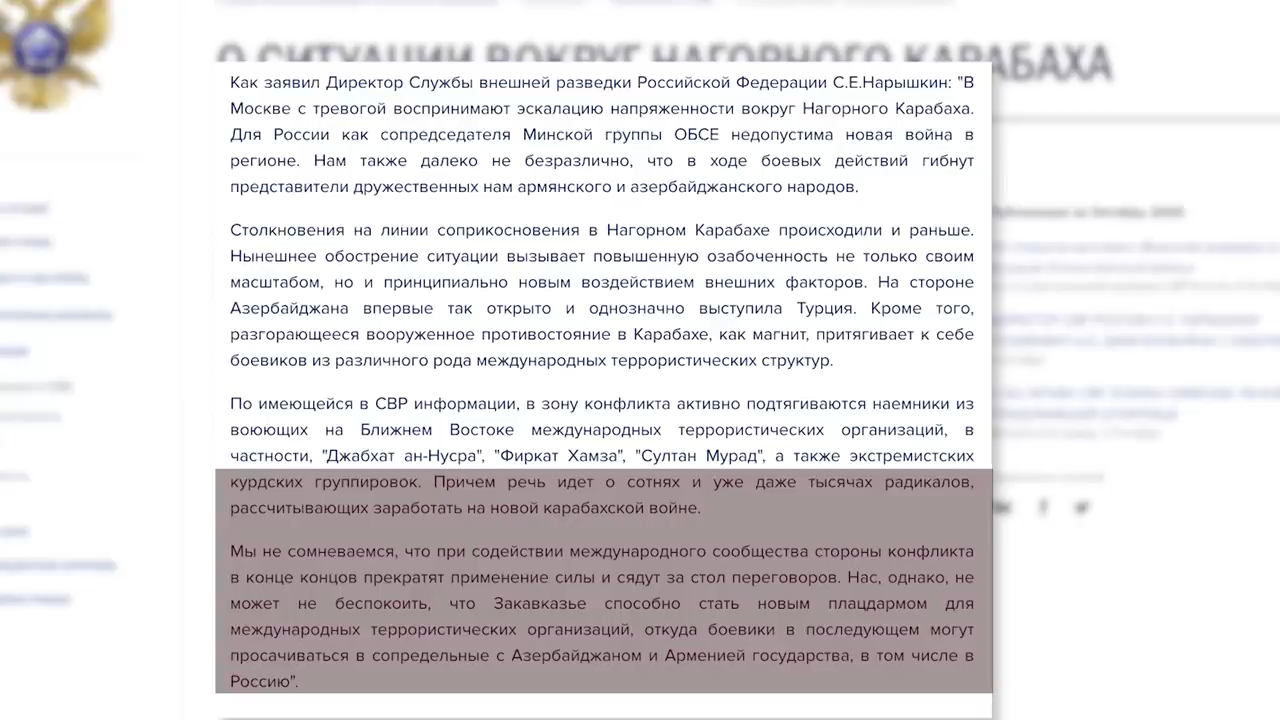 О СИТУАЦИИ ВОКРУГ НАГОРНОГО КАРАБАХА
Как заявил Директор Службы внешней разведки Российской Федерации С.Е.Нарышкин: "В
Москве с тревогой воспринимают эскалацию напряженности вокруг Нагорного Карабаха.
Для России как сопредседателя Минской группы ОБСЕ недопустима новая война в
регионе. Нам также далеко не безразлично, что в ходе боевых действий гибнут
представители дружественных нам армянского и азербайджанского народов.
Столкновения на линии соприкосновения в Нагорном Карабахе происходили и раньше.
Нынешнее обострение ситуации вызывает повышенную озабоченность не только своим
масштабом, но и принципиально новым воздействием внешних факторов. На стороне
Азербайджана впервые так открыто и однозначно выступила Турция. Кроме того,
разгорающееся вооруженное противостояние в Карабахе, как магнит, притягивает к себе
боевиков из различного рода международных террористических структур.
По имеющейся в СВР информации, в зону конфликта активно подтягиваются наемники из
воюющих на Ближнем Востоке международных террористических организаций, в
частности, "Джабхат ан-Нусра", "Фиркат Хамза", "Султан Мурад", а также экстремистских
курдских группировок. Причем речь идет о сотнях и уже даже тысячах радикалов,
рассчитывающих заработать на новой карабахской войне.
Мы не сомневаемся, что при содействии международного сообщества стороны конфликта
в конце концов прекратят применение силы и сядут за стол переговоров. Нас, однако, не
может не беспокоить, что Закавказье способно стать новым плацдармом для
международных террористических организаций, откуда боевики в последующем могут
просачиваться в сопредельные с Азербайджаном и Арменией государства, в том числе в
Россию".